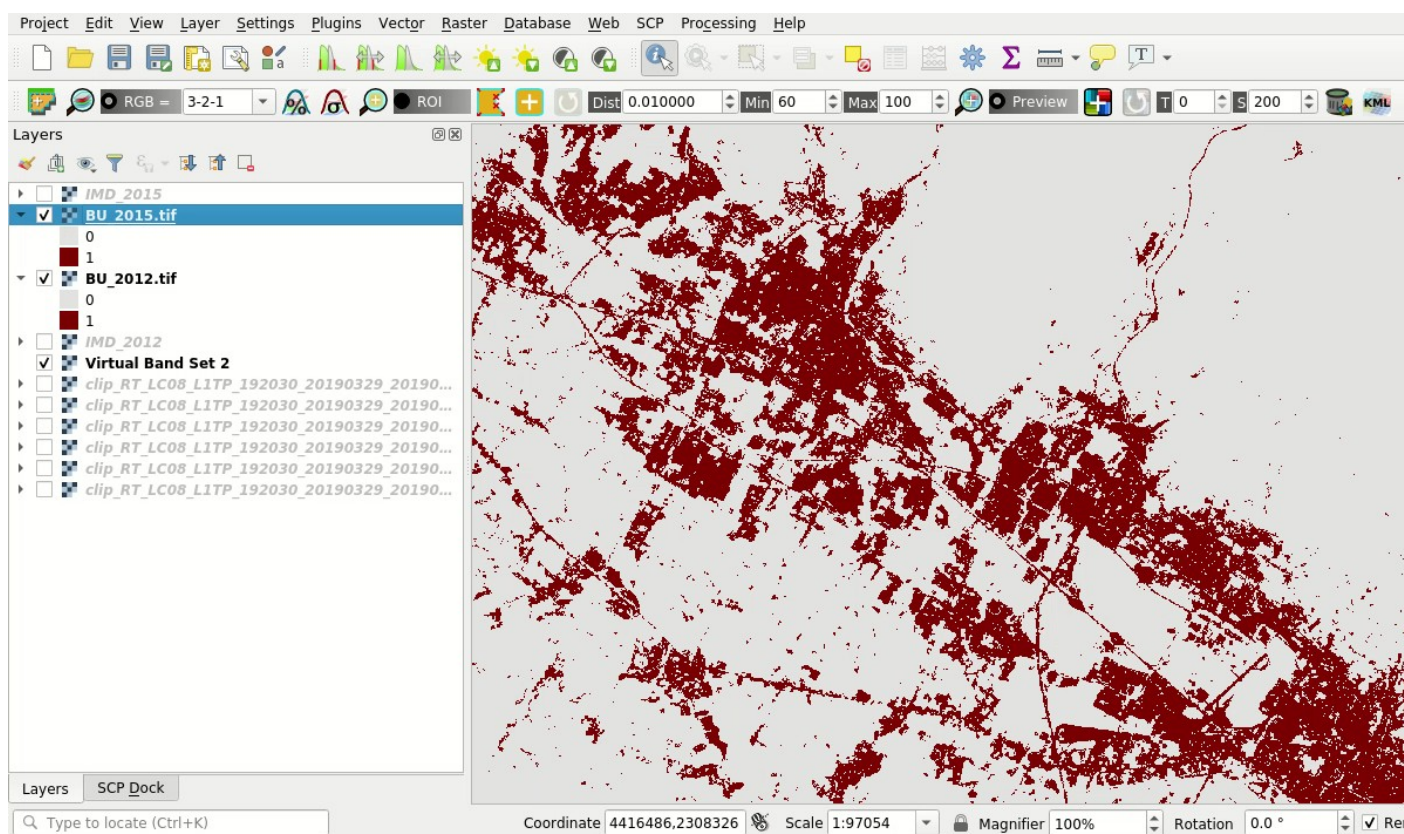 Project Edit View Layer Settings Plugins Vector Raster Database Web SCP Processing Help
a Σ T
RGB = 3-2-1 ROI Dist 0.010000 Min 60 Max 100 Preview T 0 S 200 KML
Layers
IMD_2015
BU_2015.tif
0
1
BU_2012.tif
0
1
IMD_2012
Virtual Band Set 2
clip_RT_LC08_L1TP_192030_20190329_20190...
clip_RT_LC08_L1TP_192030_20190329_20190...
clip_RT_LC08_L1TP_192030_20190329_20190...
clip_RT_LC08_L1TP_192030_20190329_20190...
clip_RT_LC08_L1TP_192030_20190329_20190...
clip_RT_LC08_L1TP_192030_20190329_20190...
Layers SCP Dock
Type to locate (Ctrl+K) Coordinate 4416486,2308326 Scale 1:97054 Magnifier 100% Rotation 0.0 ° Re